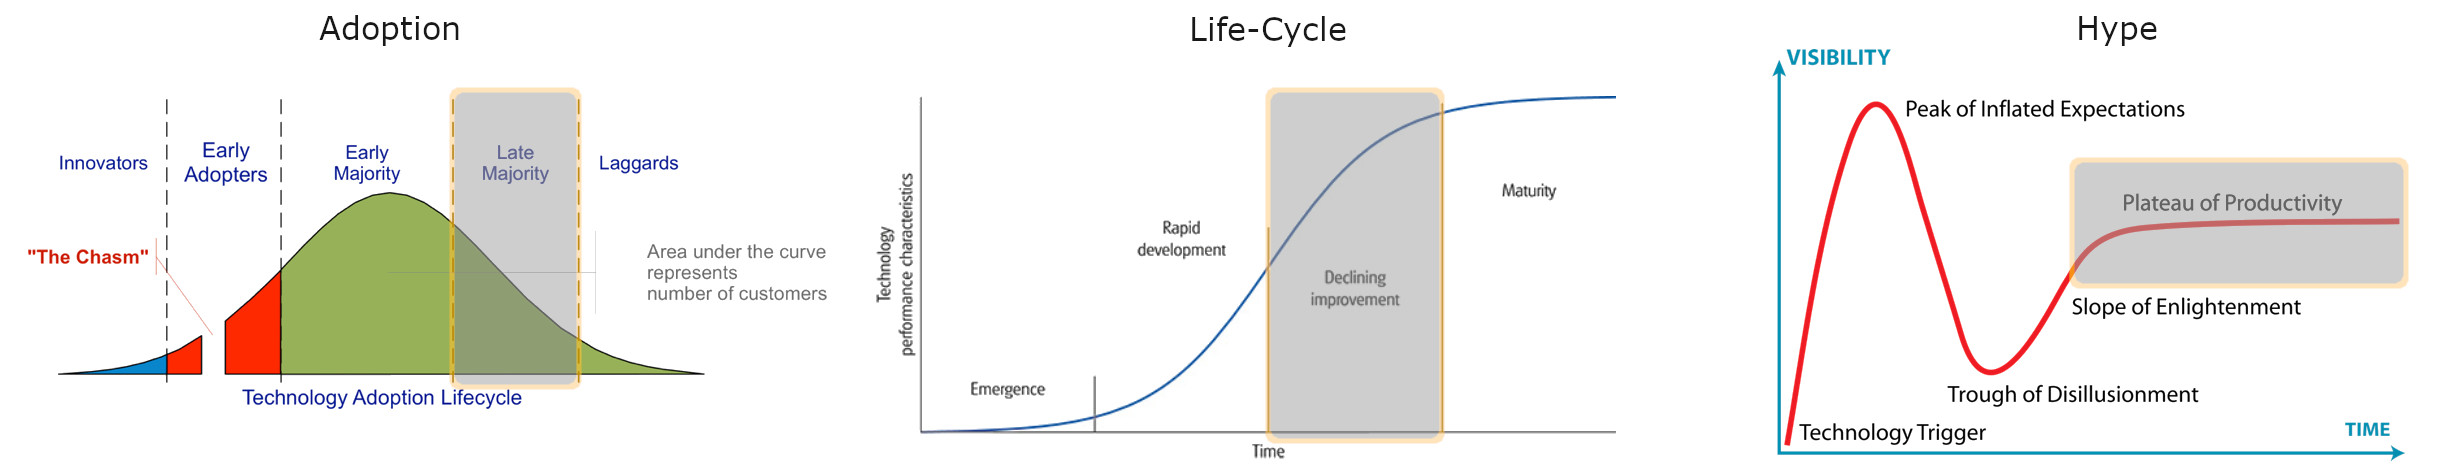 Adoption
Innovators
Early
Adopters
Early
Majority
Late
Majority
Laggards
"The Chasm"
Area under the curve
represents
number of customers
Technology Adoption Lifecycle
Life-Cycle
Technology
performance characteristics
Emergence
Rapid
development
Declining
improvement
Maturity
Time
Hype
VISIBILITY
Peak of Inflated Expectations
Plateau of Productivity
Slope of Enlightenment
Trough of Disillusionment
Technology Trigger
TIME